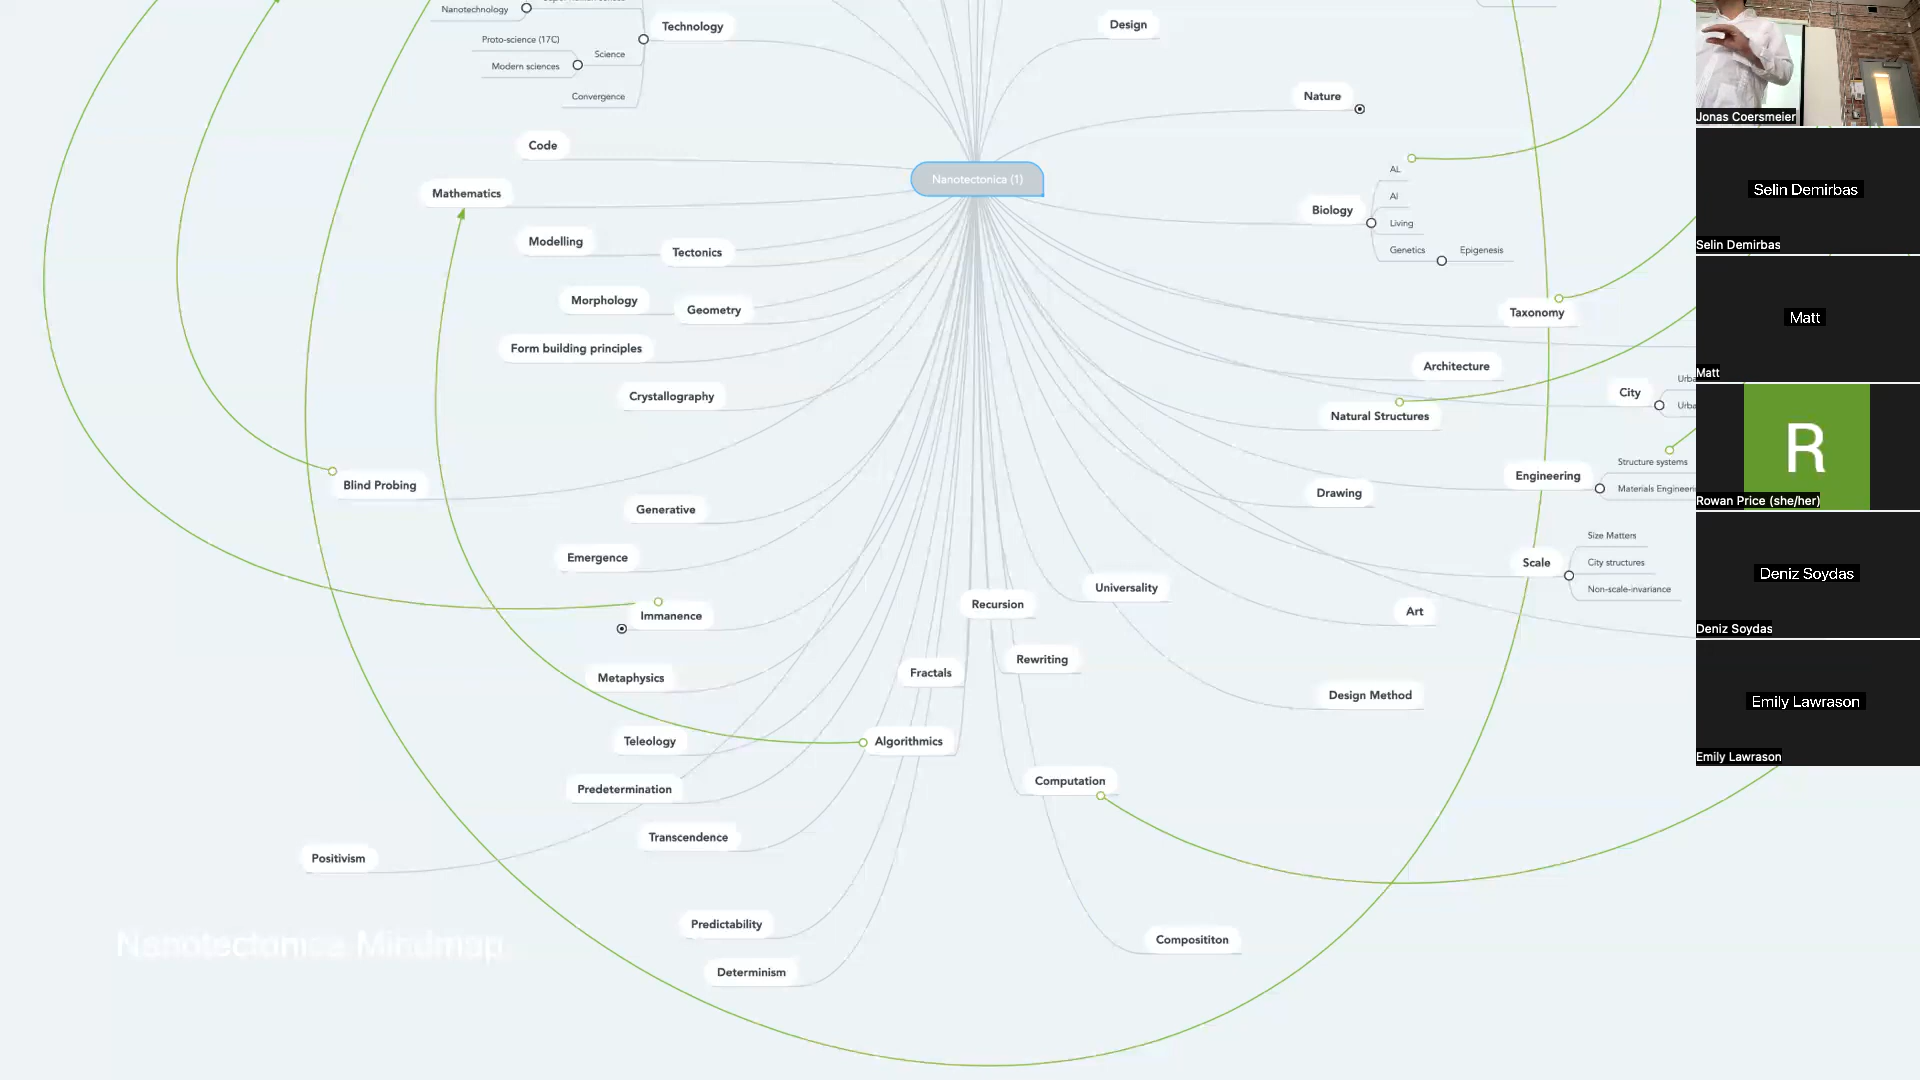 Nanotechnology
Technology
Proto-science (17C)
Science
Modern sciences
Convergence
Design
Nature
Code
Mathematics
Nanotectonica (1)
AL
AI
Biology
Living
Genetics
Epigenesis
Modelling
Tectonics
Morphology
Geometry
Form building principles
Crystallography
Taxonomy
Architecture
City
Natural Structures
Blind Probing
Engineering
Structure systems
Drawing
Generative
Emergence
Immanence
Scale
Size Matters
City structures
Non-scale-invariance
Universality
Recursion
Art
Rewriting
Fractals
Metaphysics
Design Method
Teleology
Algorithmics
Predetermination
Computation
Transcendence
Positivism
Predictability
Composititon
Determinism
Nanotectonica Mindmap
Jonas Coersmeier
Selin Demirbas
Selin Demirbas
Matt
Matt
R
Rowan Price (she/her)
Deniz Soydas
Deniz Soydas
Emily Lawrason
Emily Lawrason